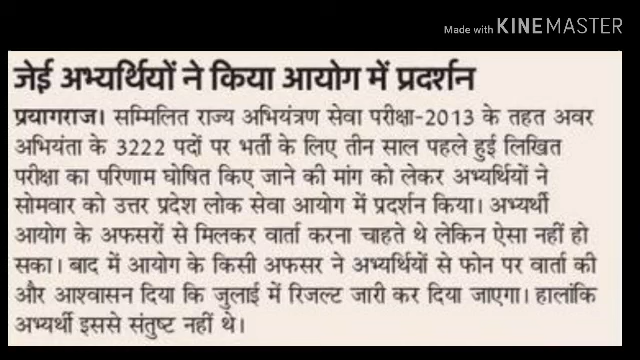 Made with KINEMASTER
जेई अभ्यर्थियों ने किया आयोग में प्रदर्शन
प्रयागराज। सम्मिलित राज्य अभियंत्रण सेवा परीक्षा-2013 के तहत अवर
अभियंता के 3222 पदों पर भर्ती के लिए तीन साल पहले हुई लिखित
परीक्षा का परिणाम घोषित किए जाने की मांग को लेकर अभ्यर्थियों ने
सोमवार को उत्तर प्रदेश लोक सेवा आयोग में प्रदर्शन किया। अभ्यर्थी
आयोग के अफसरों से मिलकर वार्ता करना चाहते थे लेकिन ऐसा नहीं हो
सका। बाद में आयोग के किसी अफसर ने अभ्यर्थियों से फोन पर वार्ता की
और आश्वासन दिया कि जुलाई में रिजल्ट जारी कर दिया जाएगा। हालांकि
अभ्यर्थी इससे संतुष्ट नहीं थे।